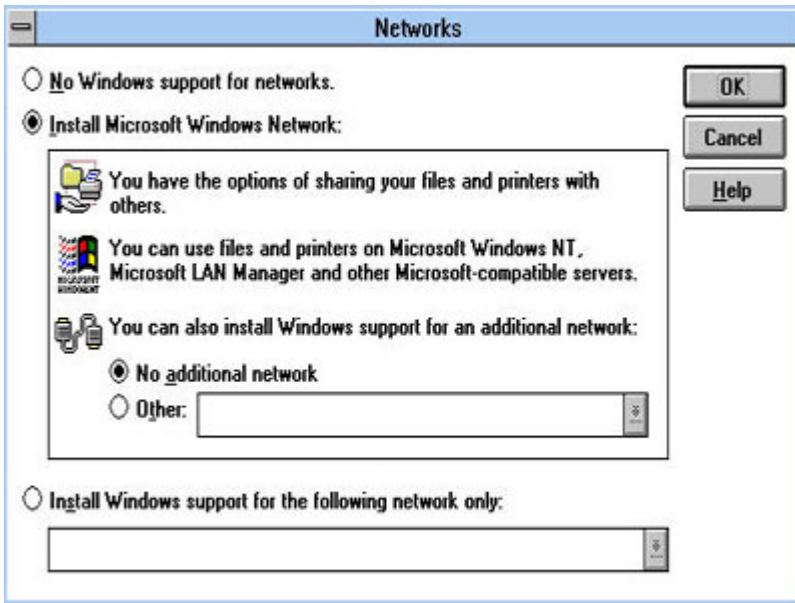 Networks
No Windows support for networks.
OK
Install Microsoft Windows Network:
Cancel
You have the options of sharing your files and printers with
others.
Help
You can use files and printers on Microsoft Windows NT,
Microsoft LAN Manager and other Microsoft-compatible servers.
MICROSOFT
You can also install Windows support for an additional network:
No additional network
Other:
Install Windows support for the following network only: